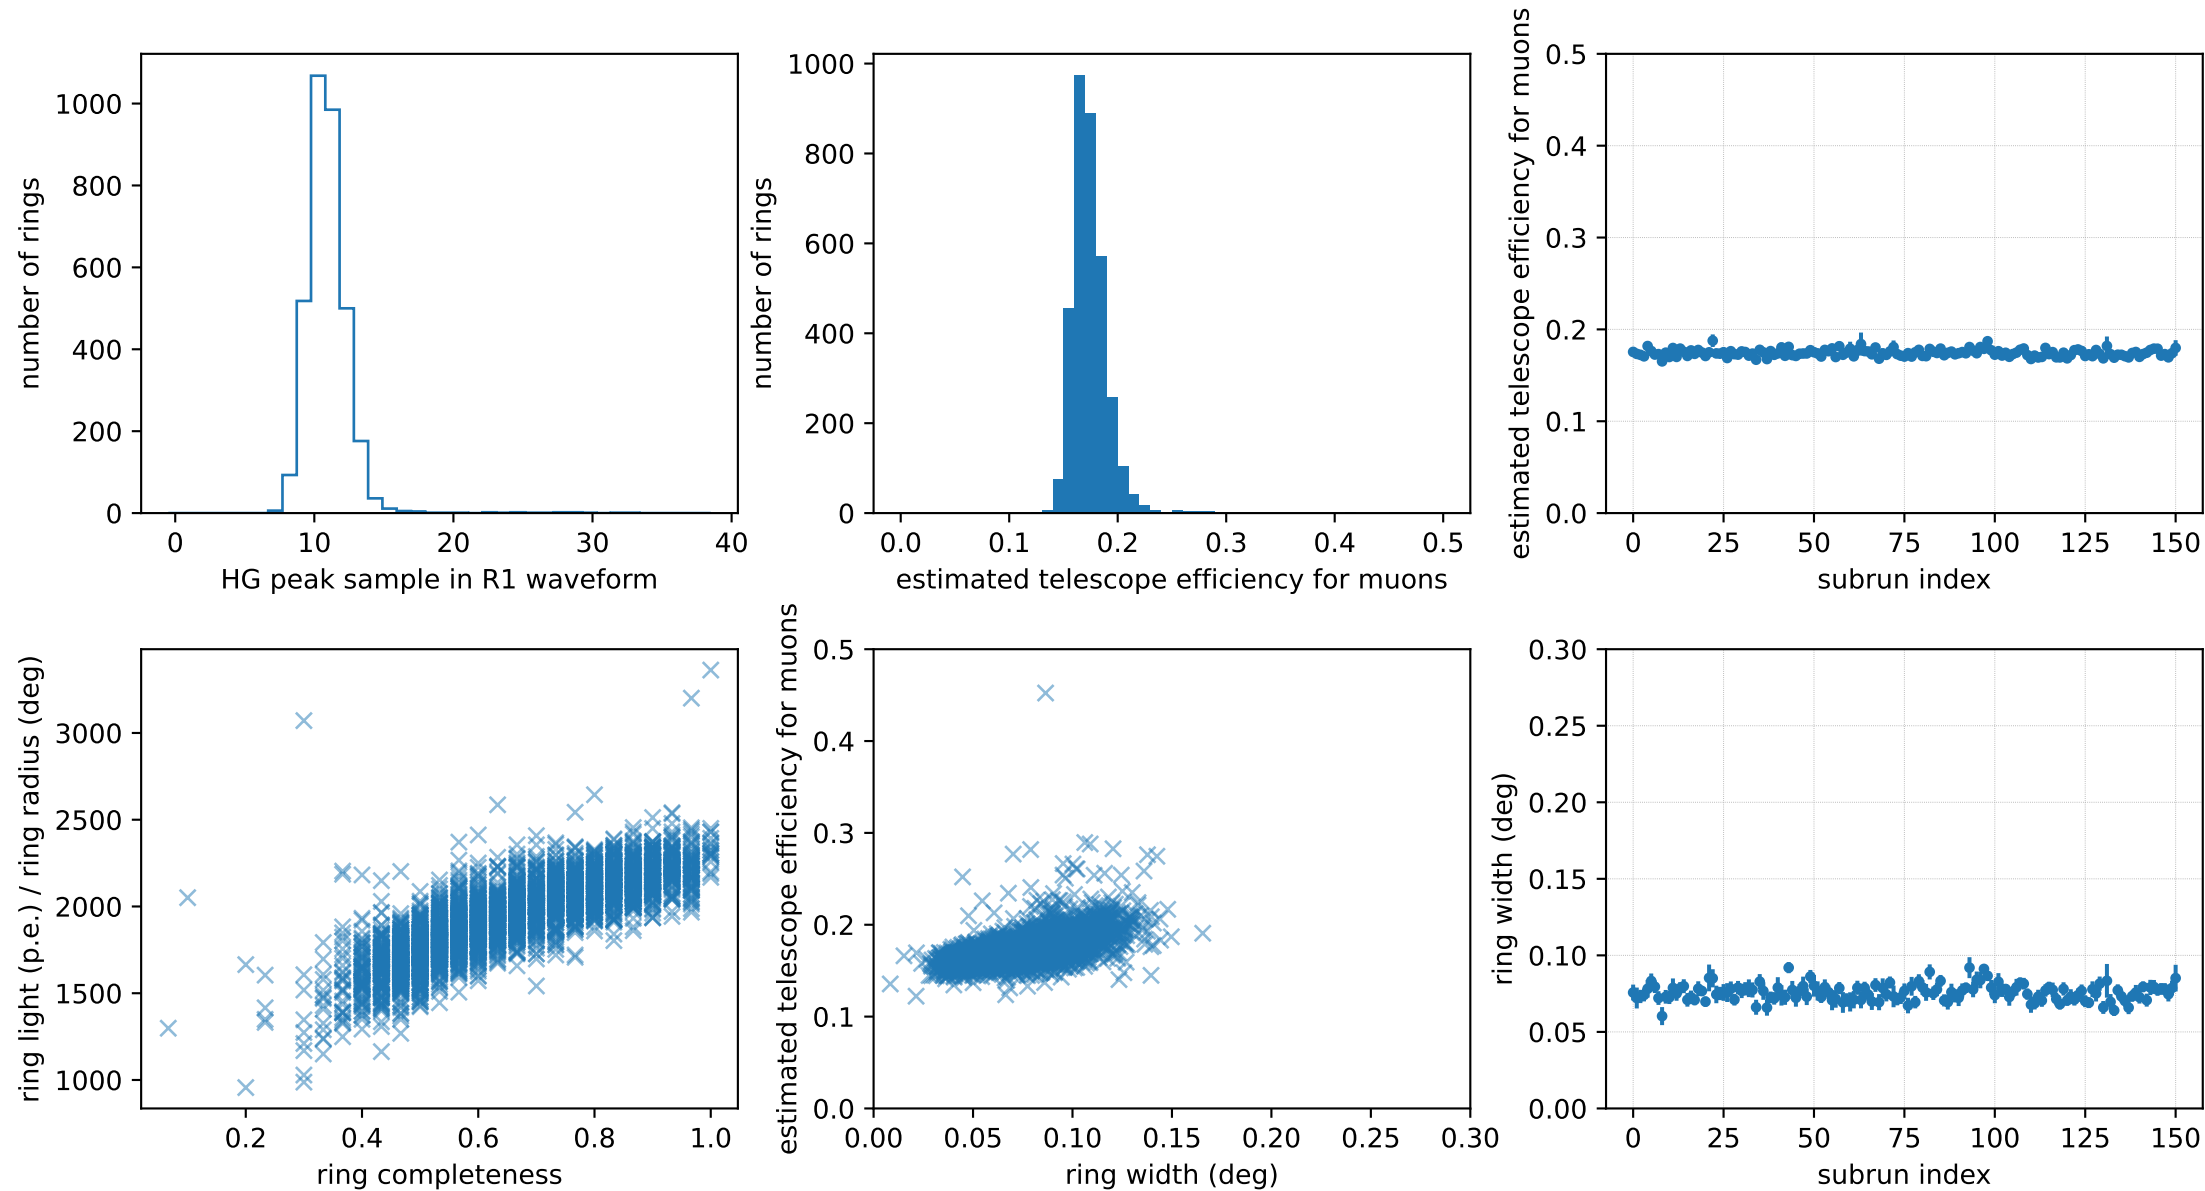 number of rings
1000
800
600
400
200
0
0 10 20 30 40
HG peak sample in R1 waveform
number of rings
1000
800
600
400
200
0
0.0 0.1 0.2 0.3 0.4 0.5
estimated telescope efficiency for muons
estimated telescope efficiency for muons
0.5
0.4
0.3
0.2
0.1
0.0
0 25 50 75 100 125 150
subrun index
ring light (p.e.) / ring radius (deg)
3000
2500
2000
1500
1000
0.2 0.4 0.6 0.8 1.0
ring completeness
estimated telescope efficiency for muons
0.5
0.4
0.3
0.2
0.1
0.0
0.00 0.05 0.10 0.15 0.20 0.25 0.30
ring width (deg)
ring width (deg)
0.30
0.25
0.20
0.15
0.10
0.05
0.00
0 25 50 75 100 125 150
subrun index